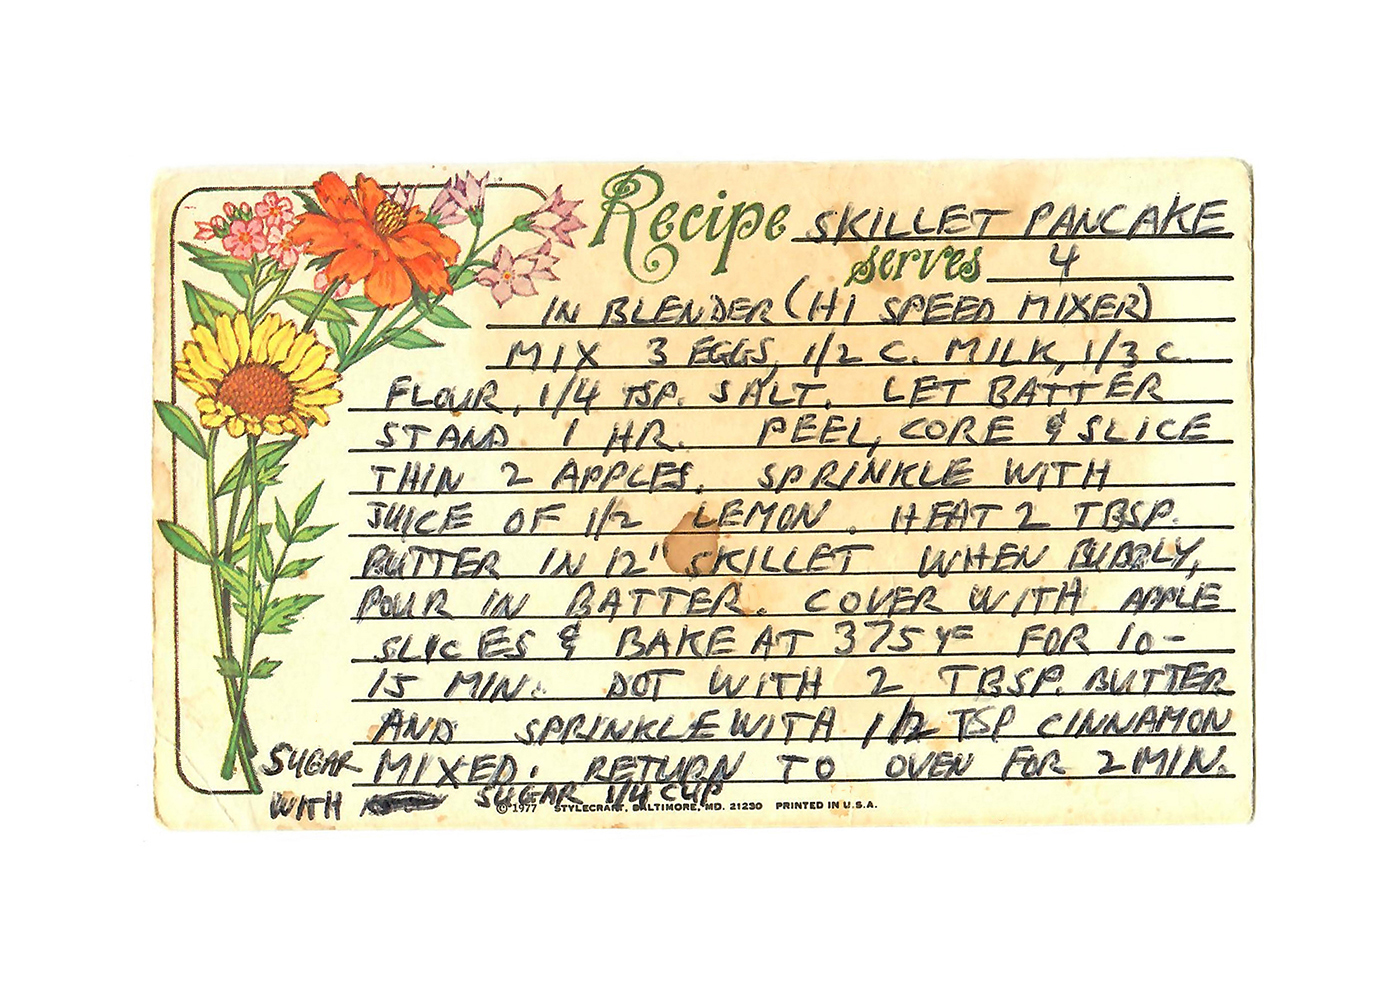 Recipe SKILLET PANCAKE
serves 4
IN BLENDER (HI SPEED MIXER)
MIX 3 EGGS, 1/2 C. MILK, 1/3 C.
FLOUR, 1/4 TSP. SALT. LET BATTER
STAND 1 HR. PEEL, CORE & SLICE
THIN 2 APPLES. SPRINKLE WITH
JUICE OF 1/2 LEMON. HEAT 2 TBSP.
BUTTER IN 12" SKILLET WHEN BUBBLY,
POUR IN BATTER. COVER WITH APPLE
SLICES & BAKE AT 375°F FOR 10-
15 MIN. DOT WITH 2 TBSP. BUTTER
AND SPRINKLE WITH 1/2 TSP CINNAMON
SUGAR MIXED. RETURN TO OVEN FOR 2 MIN.
WITH SUGAR 1/4 CUP
© 1977 STYLECRAFT, BALTIMORE, MD. 21230 PRINTED IN U.S.A.